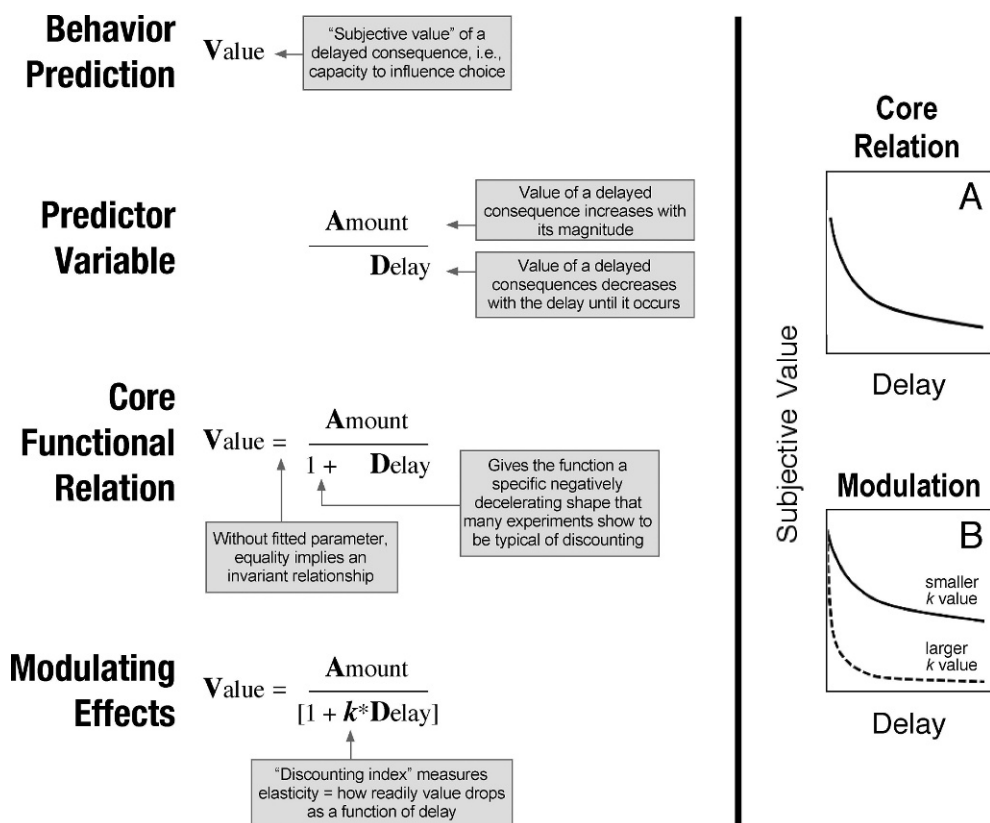 Behavior
Prediction
Value
“Subjective value” of a
delayed consequence, i.e.,
capacity to influence choice
Predictor
Variable
Amount
Delay
Value of a delayed
consequence increases with
its magnitude
Value of a delayed
consequences decreases
with the delay until it occurs
Core
Functional
Relation
Value =
Amount
1 + Delay
Without fitted parameter,
equality implies an
invariant relationship
Gives the function a
specific negatively
decelerating shape that
many experiments show to
be typical of discounting
Modulating
Effects
Value =
Amount
[1 + k*Delay]
“Discounting index” measures
elasticity = how readily value drops
as a function of delay
Subjective Value
Core
Relation
A
Delay
Modulation
B
smaller
k value
larger
k value
Delay